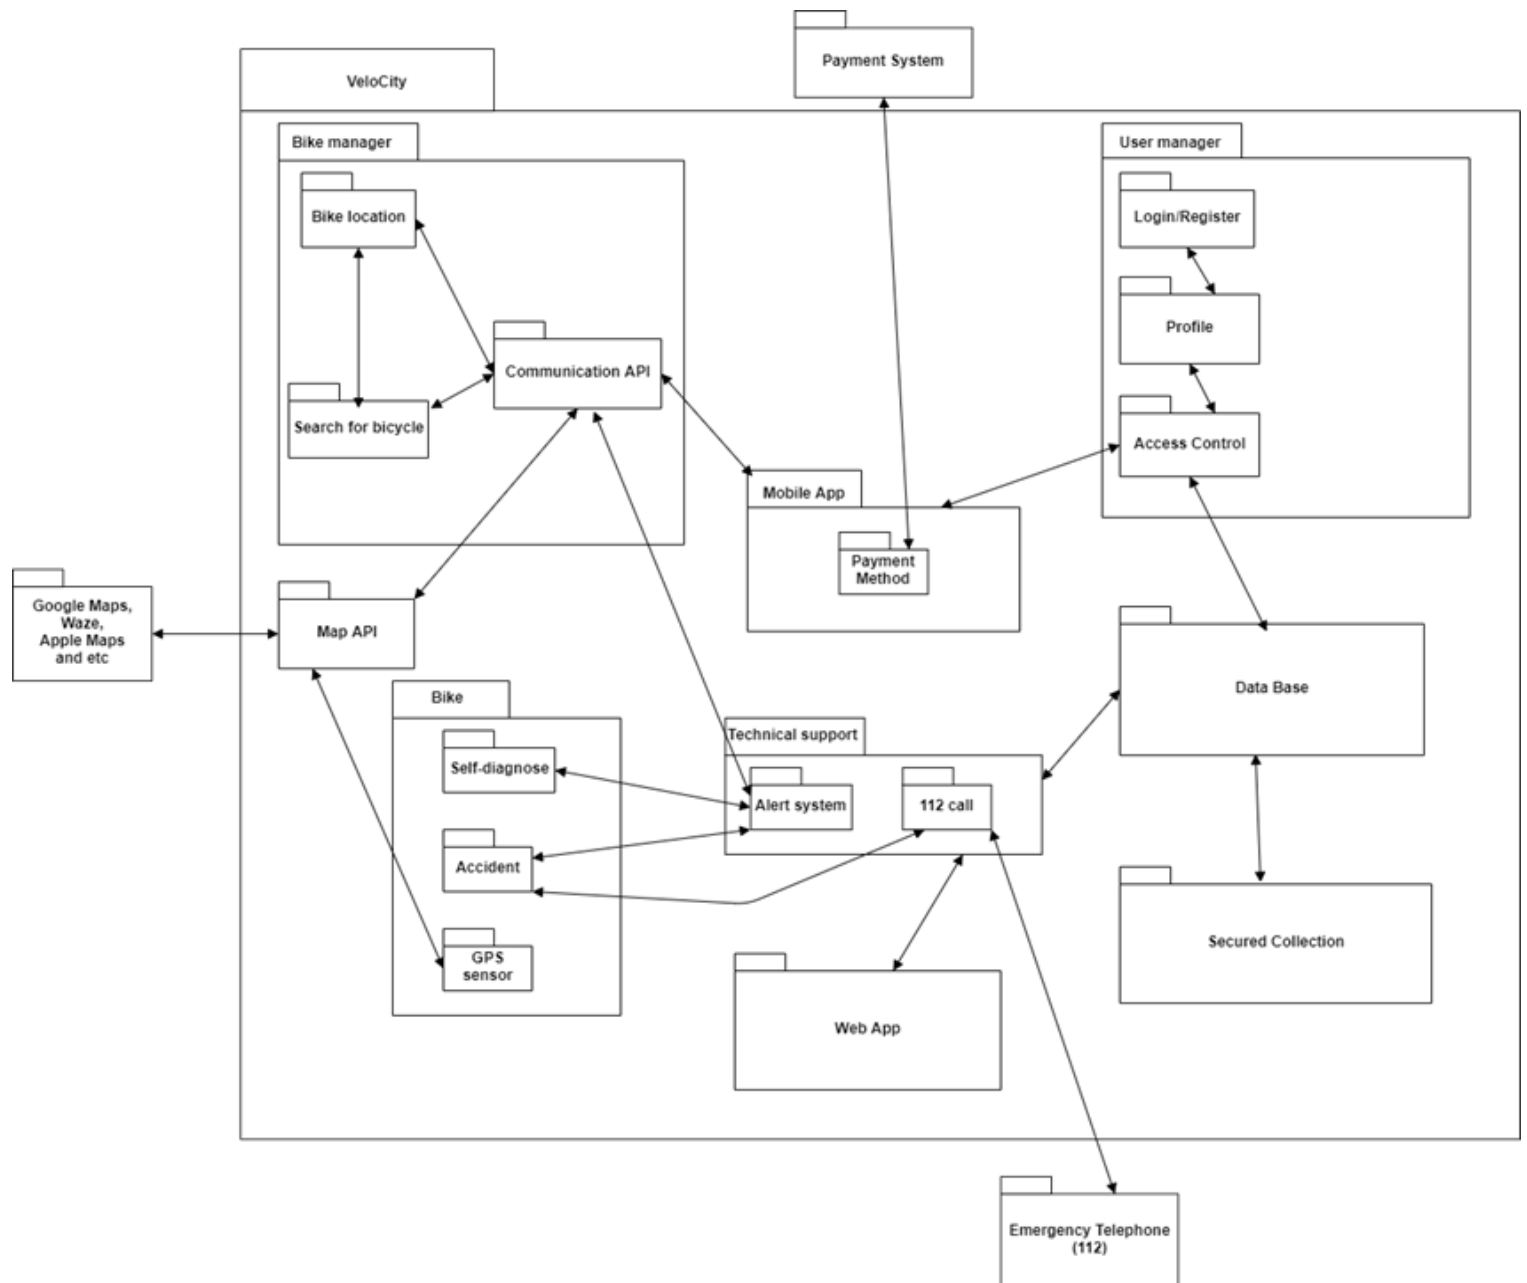 Payment System
VeloCity
Bike manager
User manager
Bike location
Login/Register
Communication API
Profile
Search for bicycle
Access Control
Mobile App
Payment
Method
Google Maps,
Waze,
Apple Maps
and etc
Map API
Bike
Data Base
Technical support
Self-diagnose
Alert system
112 call
Accident
GPS
sensor
Secured Collection
Web App
Emergency Telephone
(112)